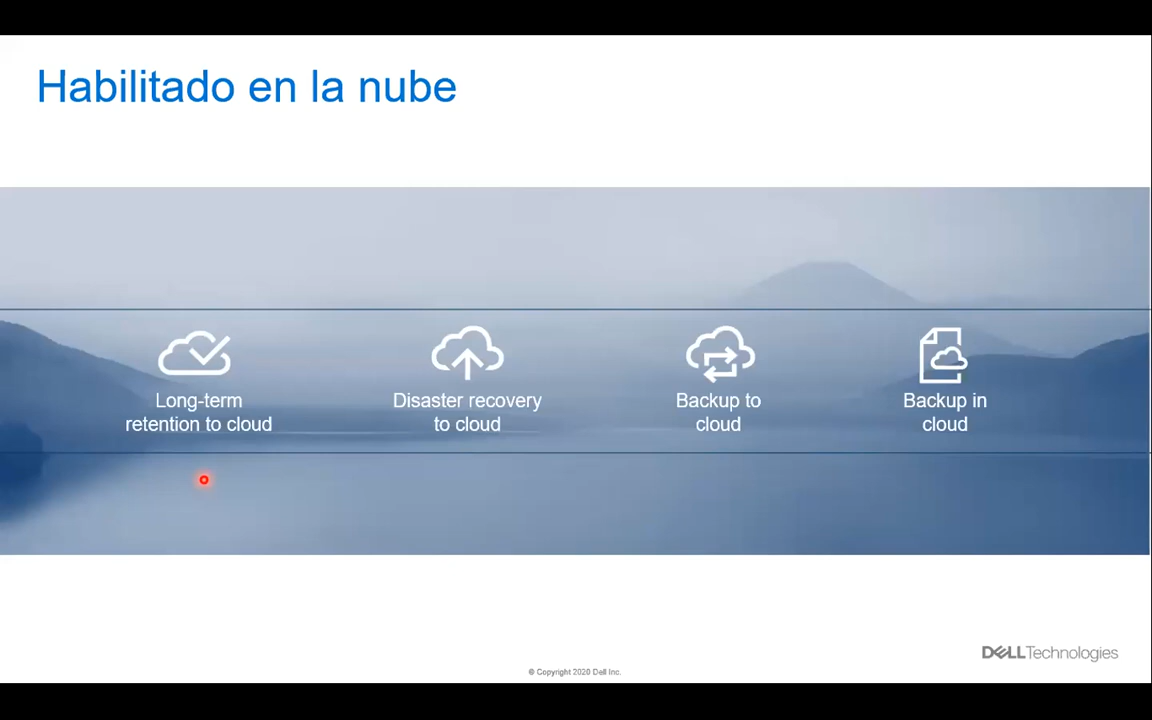 Habilitado en la nube
Long-term
retention to cloud
Disaster recovery
to cloud
Backup to
cloud
Backup in
cloud
DELLTechnologies
© Copyright 2020 Dell Inc.